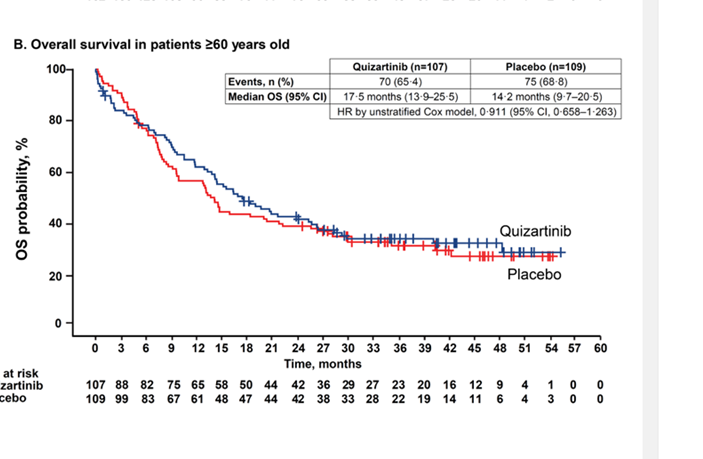 B. Overall survival in patients ≥60 years old
Quizartinib (n=107) Placebo (n=109)
Events, n (%) 70 (65·4) 75 (68·8)
Median OS (95% CI) 17·5 months (13·9–25·5) 14·2 months (9·7–20·5)
HR by unstratified Cox model, 0·911 (95% CI, 0·658–1·263)
OS probability, %
100
80
60
40
20
0
Quizartinib
Placebo
0 3 6 9 12 15 18 21 24 27 30 33 36 39 42 45 48 51 54 57 60
Time, months
at risk
zartinib 107 88 82 75 65 58 50 44 42 36 29 27 23 20 16 12 9 4 1 0 0
cebo 109 99 83 67 61 48 47 44 42 38 33 28 22 19 14 11 6 4 3 0 0